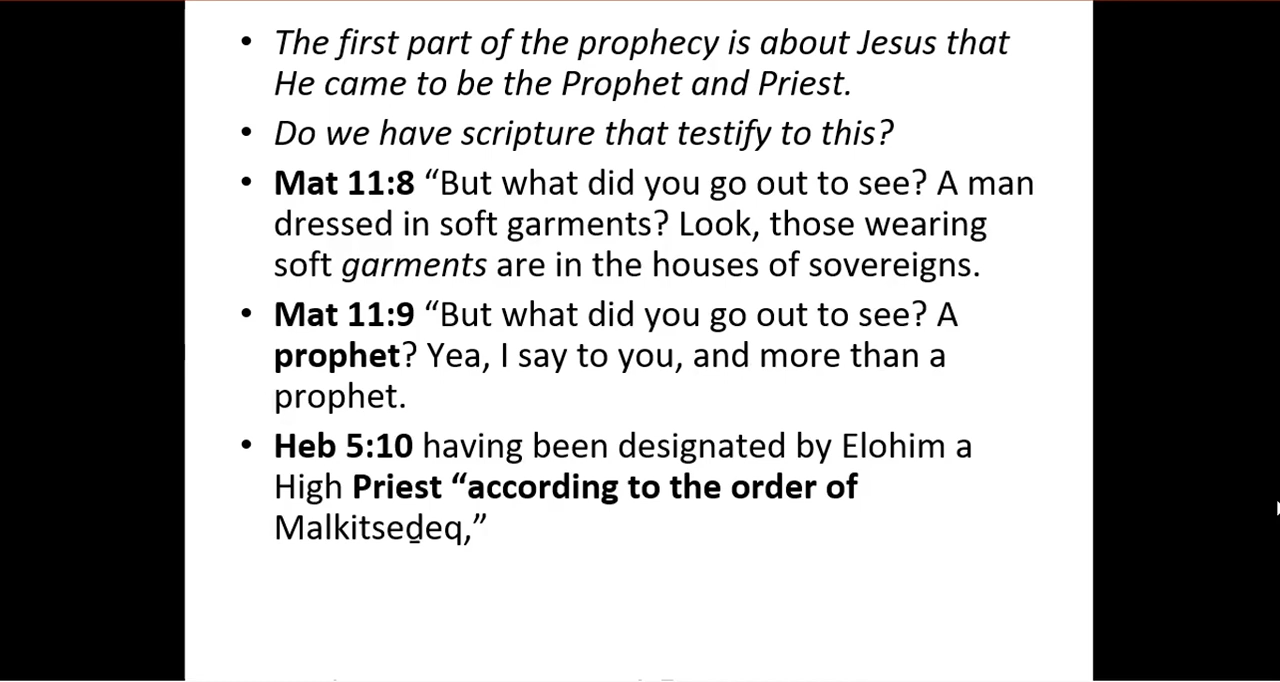 • The first part of the prophecy is about Jesus that
He came to be the Prophet and Priest.
• Do we have scripture that testify to this?
• Mat 11:8 “But what did you go out to see? A man
dressed in soft garments? Look, those wearing
soft garments are in the houses of sovereigns.
• Mat 11:9 “But what did you go out to see? A
prophet? Yea, I say to you, and more than a
prophet.
• Heb 5:10 having been designated by Elohim a
High Priest “according to the order of
Malkitseḏeq,”